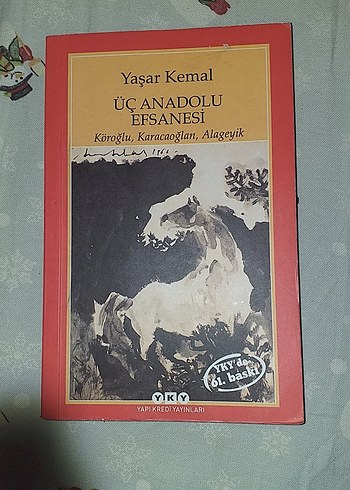 Yaşar Kemal
ÜÇ ANADOLU
EFSANESİ
Köroğlu, Karacaoğlan, Alageyik
YKY'de
61. baskı
YKY
YAPI KREDİ YAYINLARI